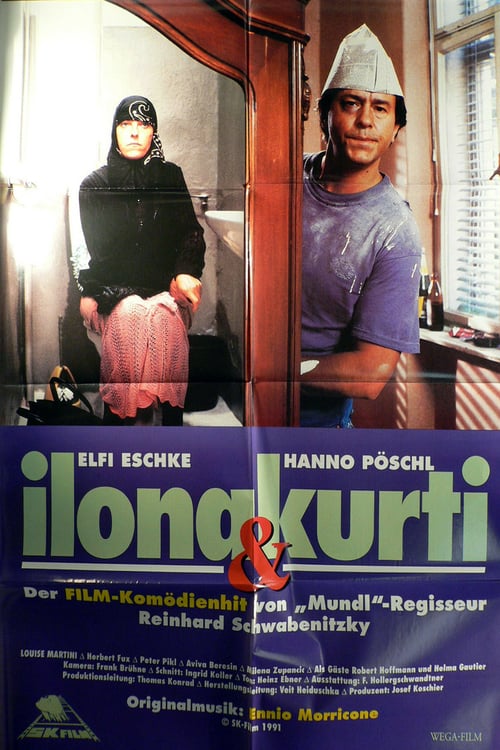 ELFI ESCHKE HANNO PÖSCHL
ilona & kurti
Der FILM-Komödienhit von „Mundl"-Regisseur
Reinhard Schwabenitzky
LOUISE MARTINI ∆ Herbert Fux ∆ Peter Pikl ∆ Aviva Beresin ∆ Milena Zupancic ∆ Als Gäste Robert Hoffmann und Helma Gautier
Kamera: Frank Brühne ∆ Schnitt: Ingrid Koller ∆ Ton: Heinz Ebner ∆ Ausstattung: F. Hollergschwandtner
Produktionsleitung: Thomas Konrad ∆ Herstellungsleitung: Veit Heiduschka ∆ Produzent: Josef Koschier
Originalmusik: Ennio Morricone
© SK-Film 1991
SK FILM
WEGA-FILM